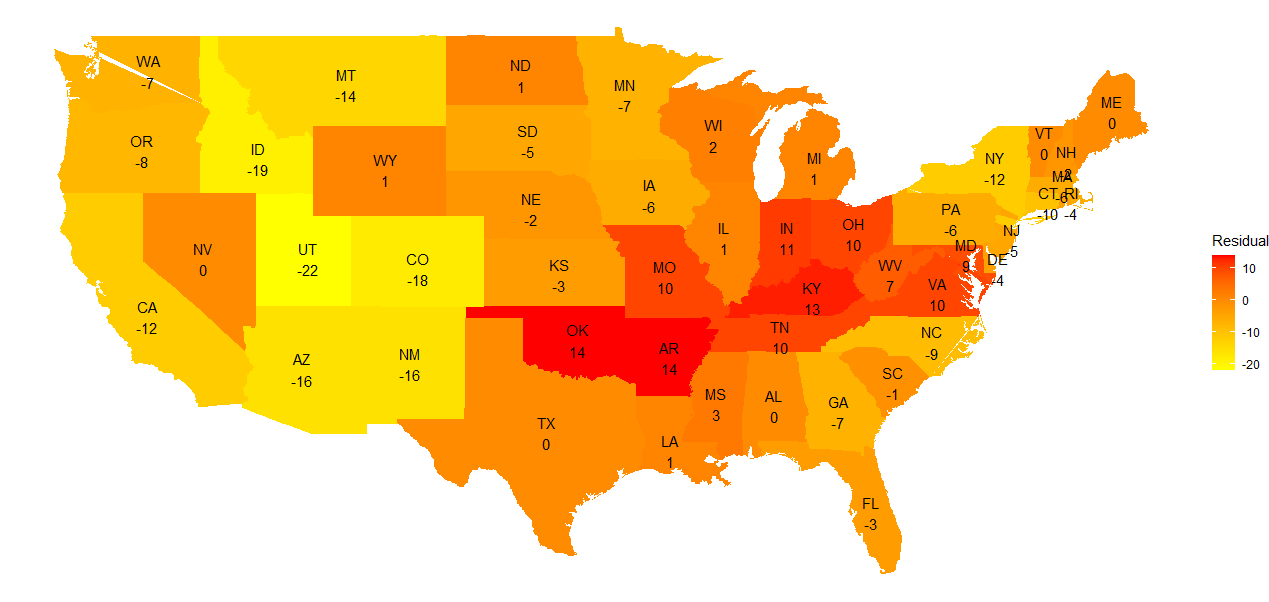 WA
-7
MT
-14
ND
1
MN
-7
ME
0
OR
-8
ID
-19
WY
1
SD
-5
WI
2
MI
1
VT
0
NH
-2
NY
-12
MA
-6
CT
-10
RI
-4
NV
0
UT
-22
CO
-18
NE
-2
IA
-6
IL
1
IN
11
OH
10
PA
-6
NJ
-5
MD
9
DE
-4
Residual
10
0
-10
-20
CA
-12
KS
-3
MO
10
KY
13
WV
7
VA
10
AZ
-16
NM
-16
OK
14
AR
14
TN
10
NC
-9
TX
0
LA
1
MS
3
AL
0
GA
-7
SC
-1
FL
-3